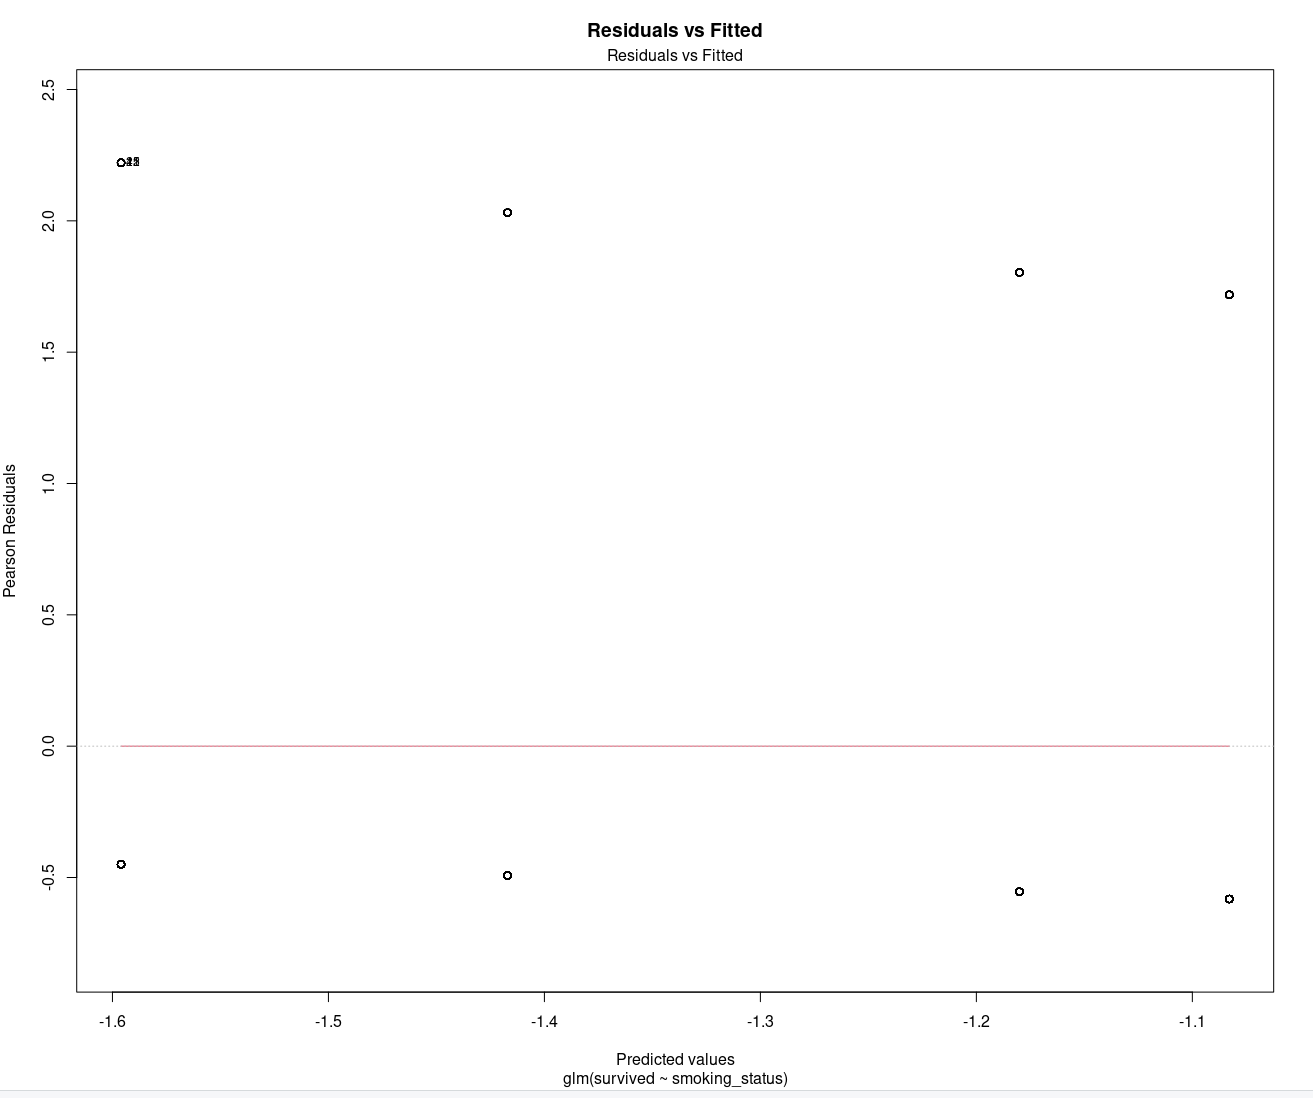 Residuals vs Fitted
Residuals vs Fitted
2.5
2.0
1.5
1.0
0.5
0.0
-0.5
Pearson Residuals
-1.6 -1.5 -1.4 -1.3 -1.2 -1.1
Predicted values
glm(survived ~ smoking_status)